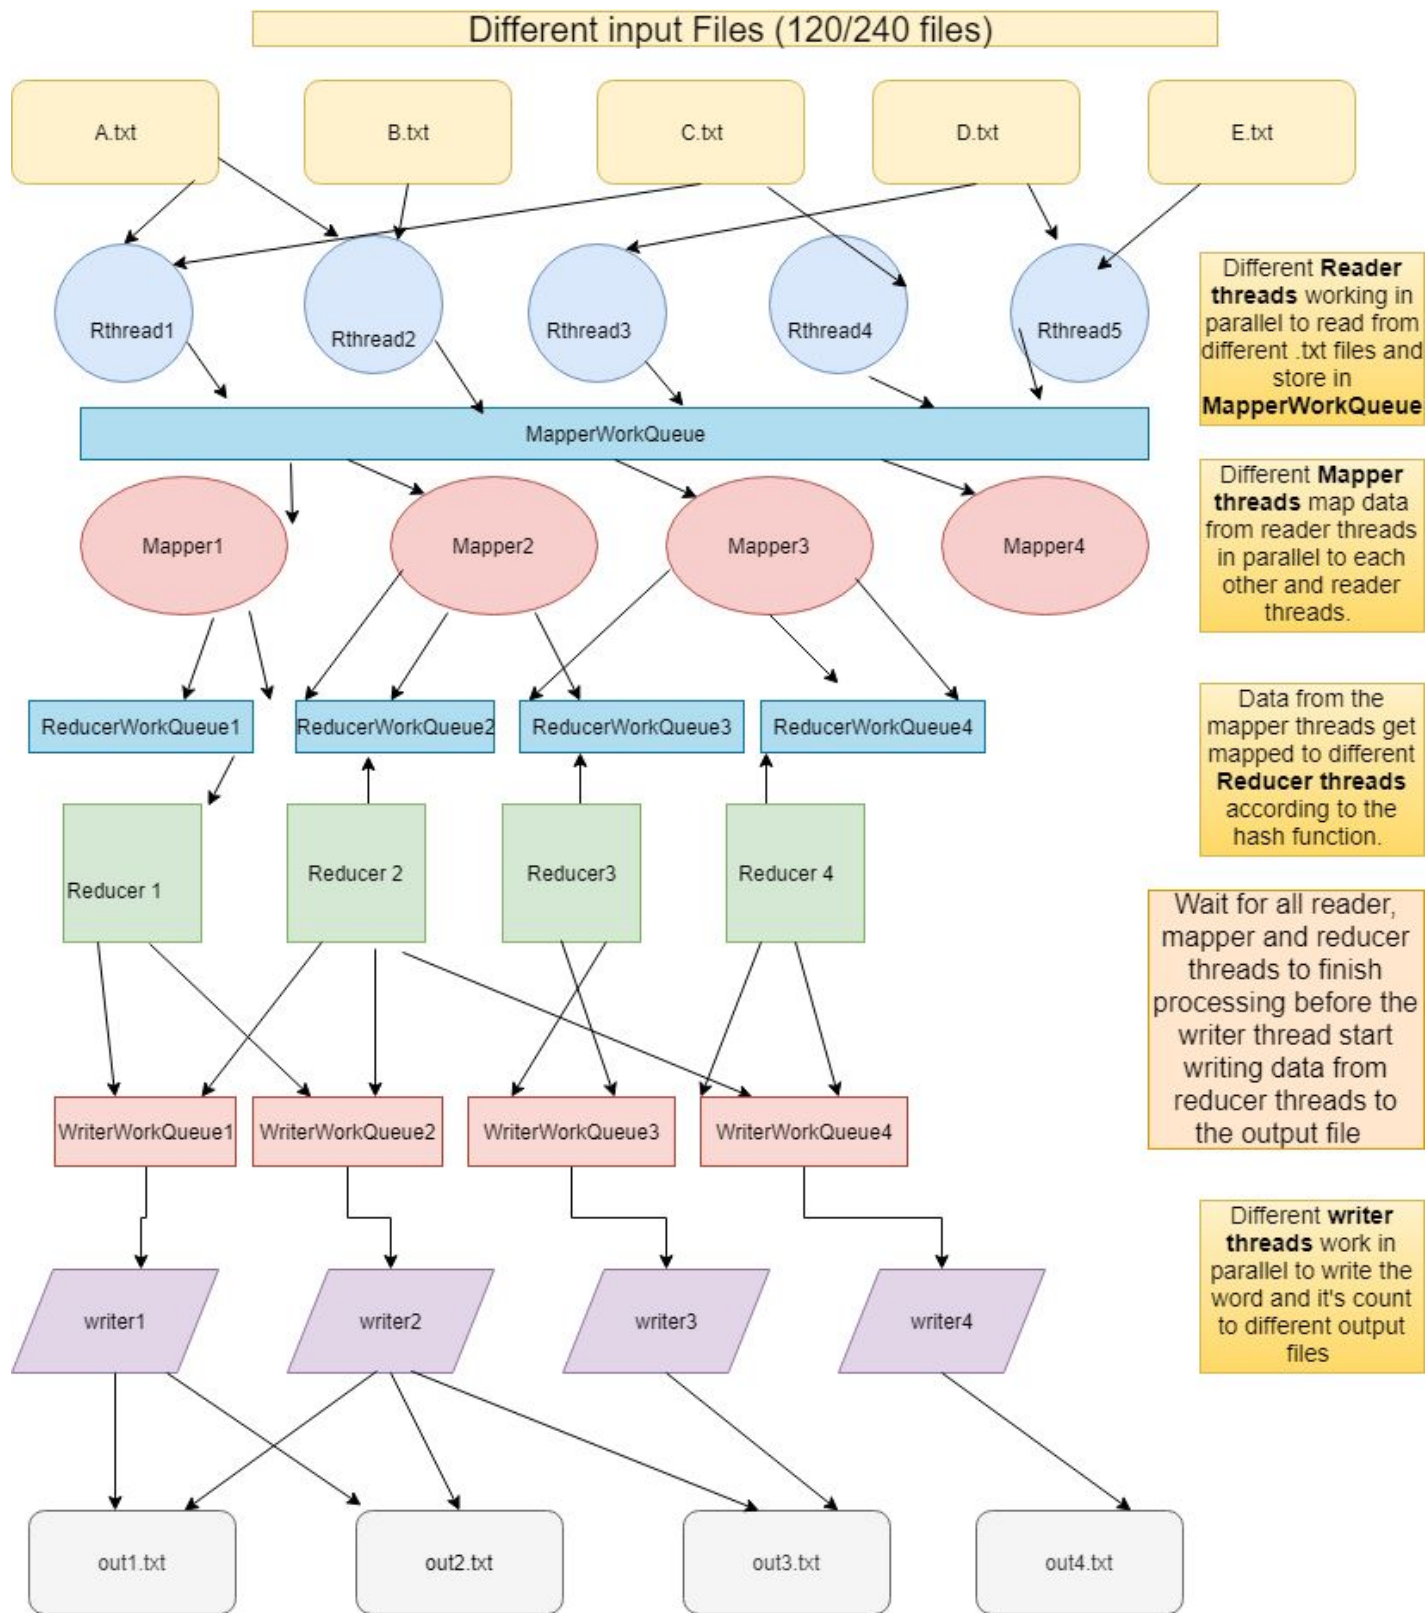 Different input Files (120/240 files)
A.txt
B.txt
C.txt
D.txt
E.txt
Rthread1
Rthread2
Rthread3
Rthread4
Rthread5
Different Reader
threads working in
parallel to read from
different .txt files and
store in
MapperWorkQueue
MapperWorkQueue
Mapper1
Mapper2
Mapper3
Mapper4
Different Mapper
threads map data
from reader threads
in parallel to each
other and reader
threads.
ReducerWorkQueue1
ReducerWorkQueue2
ReducerWorkQueue3
ReducerWorkQueue4
Data from the
mapper threads get
mapped to different
Reducer threads
according to the
hash function.
Reducer 1
Reducer 2
Reducer3
Reducer 4
Wait for all reader,
mapper and reducer
threads to finish
processing before the
writer thread start
writing data from
reducer threads to
the output file
WriterWorkQueue1
WriterWorkQueue2
WriterWorkQueue3
WriterWorkQueue4
Different writer
threads work in
parallel to write the
word and it's count
to different output
files
writer1
writer2
writer3
writer4
out1.txt
out2.txt
out3.txt
out4.txt